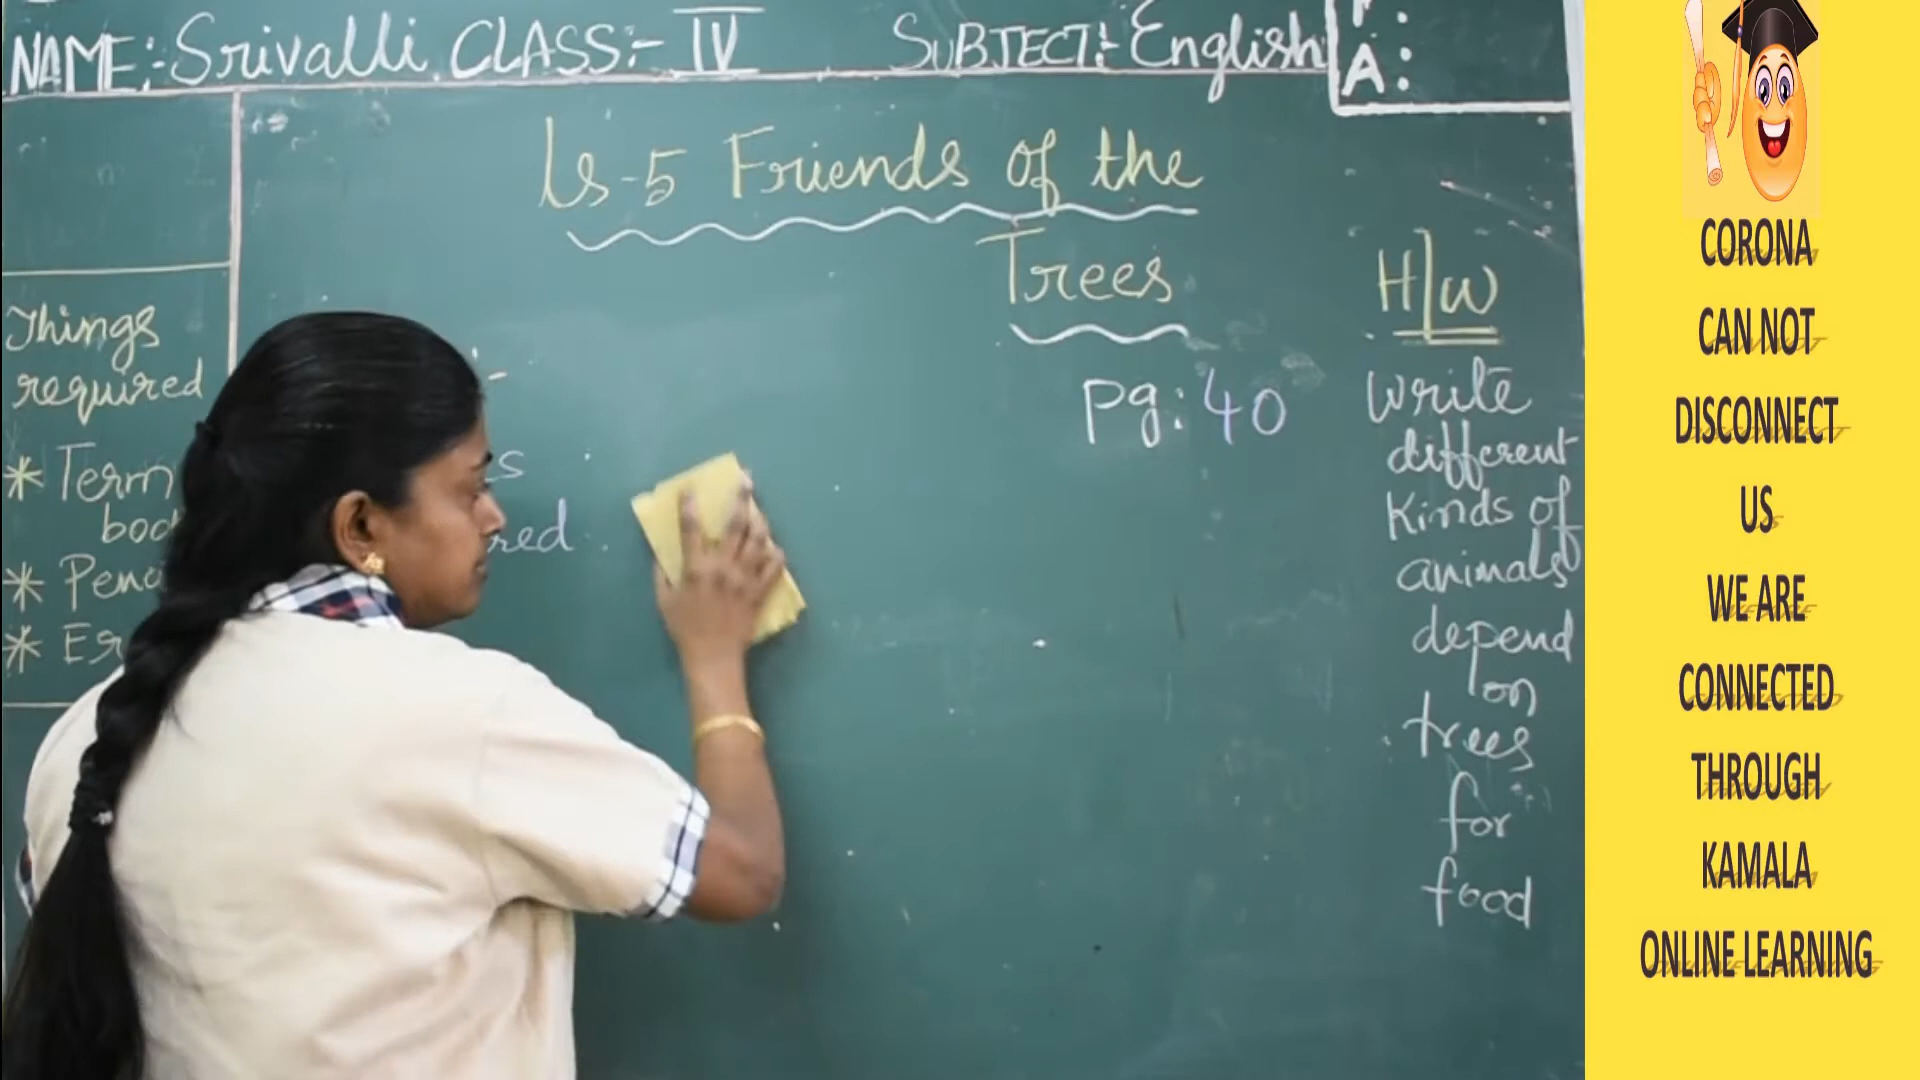 NAME:- Srivalli CLASS:- IV SUBJECT:- English
A :
Ls-5 Friends of the
Trees
pg: 40
Things
required
* Term
boo
* Penc
* Er
H/W
write
different
kinds of
animals
depend
on
trees
for
food
CORONA
CAN NOT
DISCONNECT
US
WE ARE
CONNECTED
THROUGH
KAMALA
ONLINE LEARNING